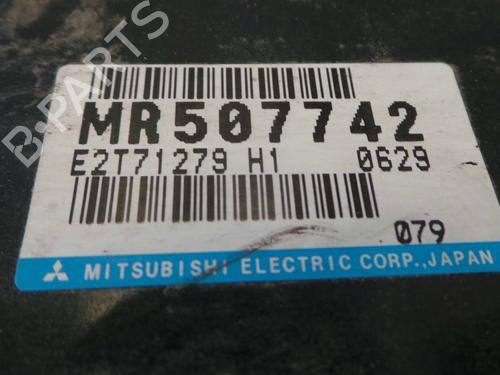 B-PARTS
MR507742
E2T71279 H1 0629
079
MITSUBISHI ELECTRIC CORP., JAPAN